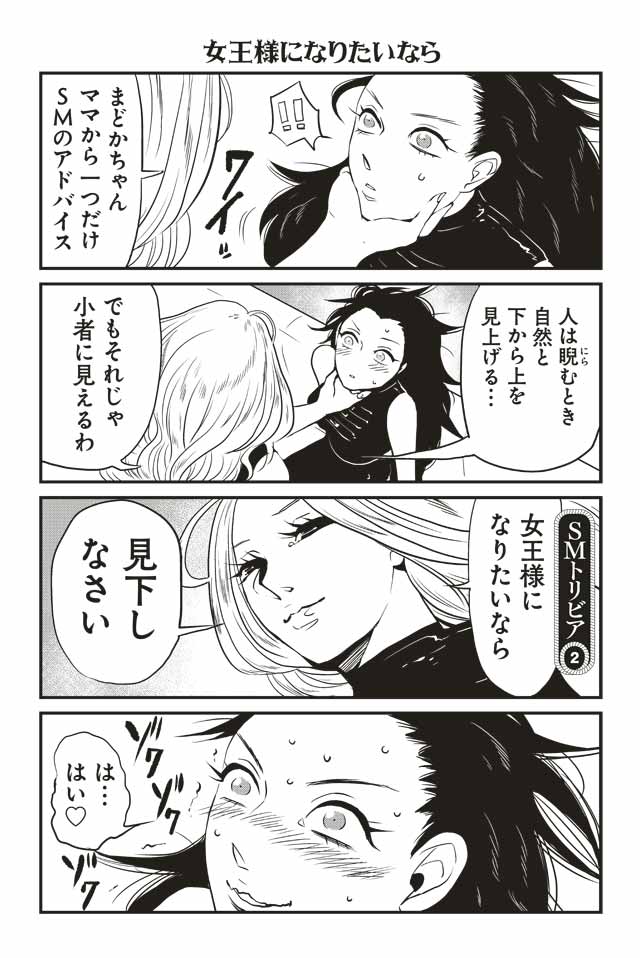 女王様になりたいなら
まどかちゃん
ママから一つだけ
SMのアドバイス
!!
ワイ
人は睨むとき
にら
自然と
下から上を
見上げる…
でもそれじゃ
小者に見えるわ
SMトリビア
2
女王様に
なりたいなら
見下し
なさい
ゾクゾク
は…
はい♡
ゾクゾク